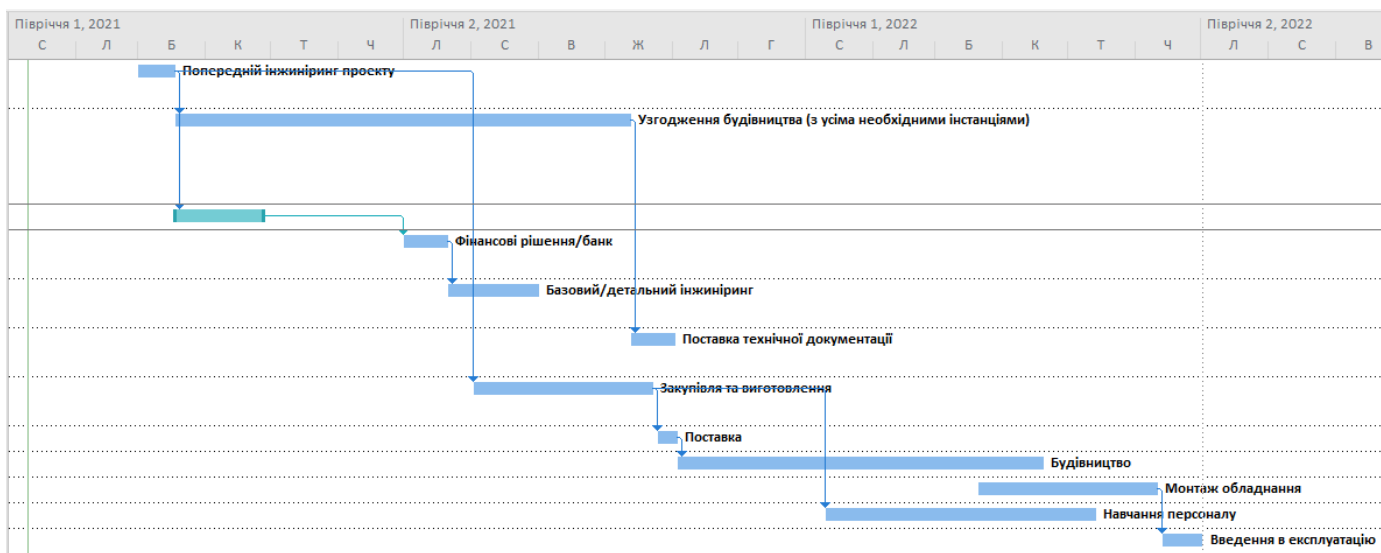 Півріччя 1, 2021 Півріччя 2, 2021 Півріччя 1, 2022 Півріччя 2, 2022
С Л Б К Т Ч Л С В Ж Л Г С Л Б К Т Ч Л С В
Попередній інжиніринг проекту
Узгодження будівництва (з усіма необхідними інстанціями)
Фінансові рішення/банк
Базовий/детальний інжиніринг
Поставка технічної документації
Закупівля та виготовлення
Поставка
Будівництво
Монтаж обладнання
Навчання персоналу
Введення в експлуатацію